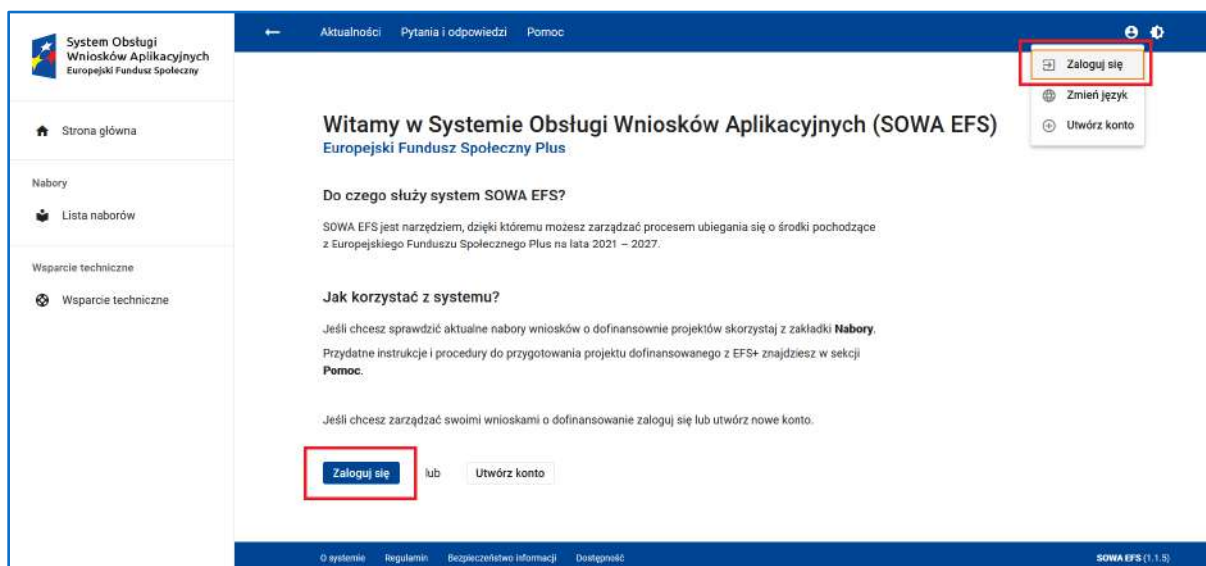 System Obsługi
Wniosków Aplikacyjnych
Europejski Fundusz Społeczny
Strona główna
Nabory
Lista naborów
Wsparcie techniczne
Wsparcie techniczne
Aktualności Pytania i odpowiedzi Pomoc
Zaloguj się
Zmień język
Utwórz konto
Witamy w Systemie Obsługi Wniosków Aplikacyjnych (SOWA EFS)
Europejski Fundusz Społeczny Plus
Do czego służy system SOWA EFS?
SOWA EFS jest narzędziem, dzięki któremu możesz zarządzać procesem ubiegania się o środki pochodzące
z Europejskiego Funduszu Społecznego Plus na lata 2021 – 2027.
Jak korzystać z systemu?
Jeśli chcesz sprawdzić aktualne nabory wniosków o dofinansownie projektów skorzystaj z zakładki Nabory.
Przydatne instrukcje i procedury do przygotowania projektu dofinansowanego z EFS+ znajdziesz w sekcji
Pomoc.
Jeśli chcesz zarządzać swoimi wnioskami o dofinansowanie zaloguj się lub utwórz nowe konto.
Zaloguj się lub Utwórz konto
O systemie Regulamin Bezpieczeństwo informacji Dostępność SOWA EFS (1.1.5)